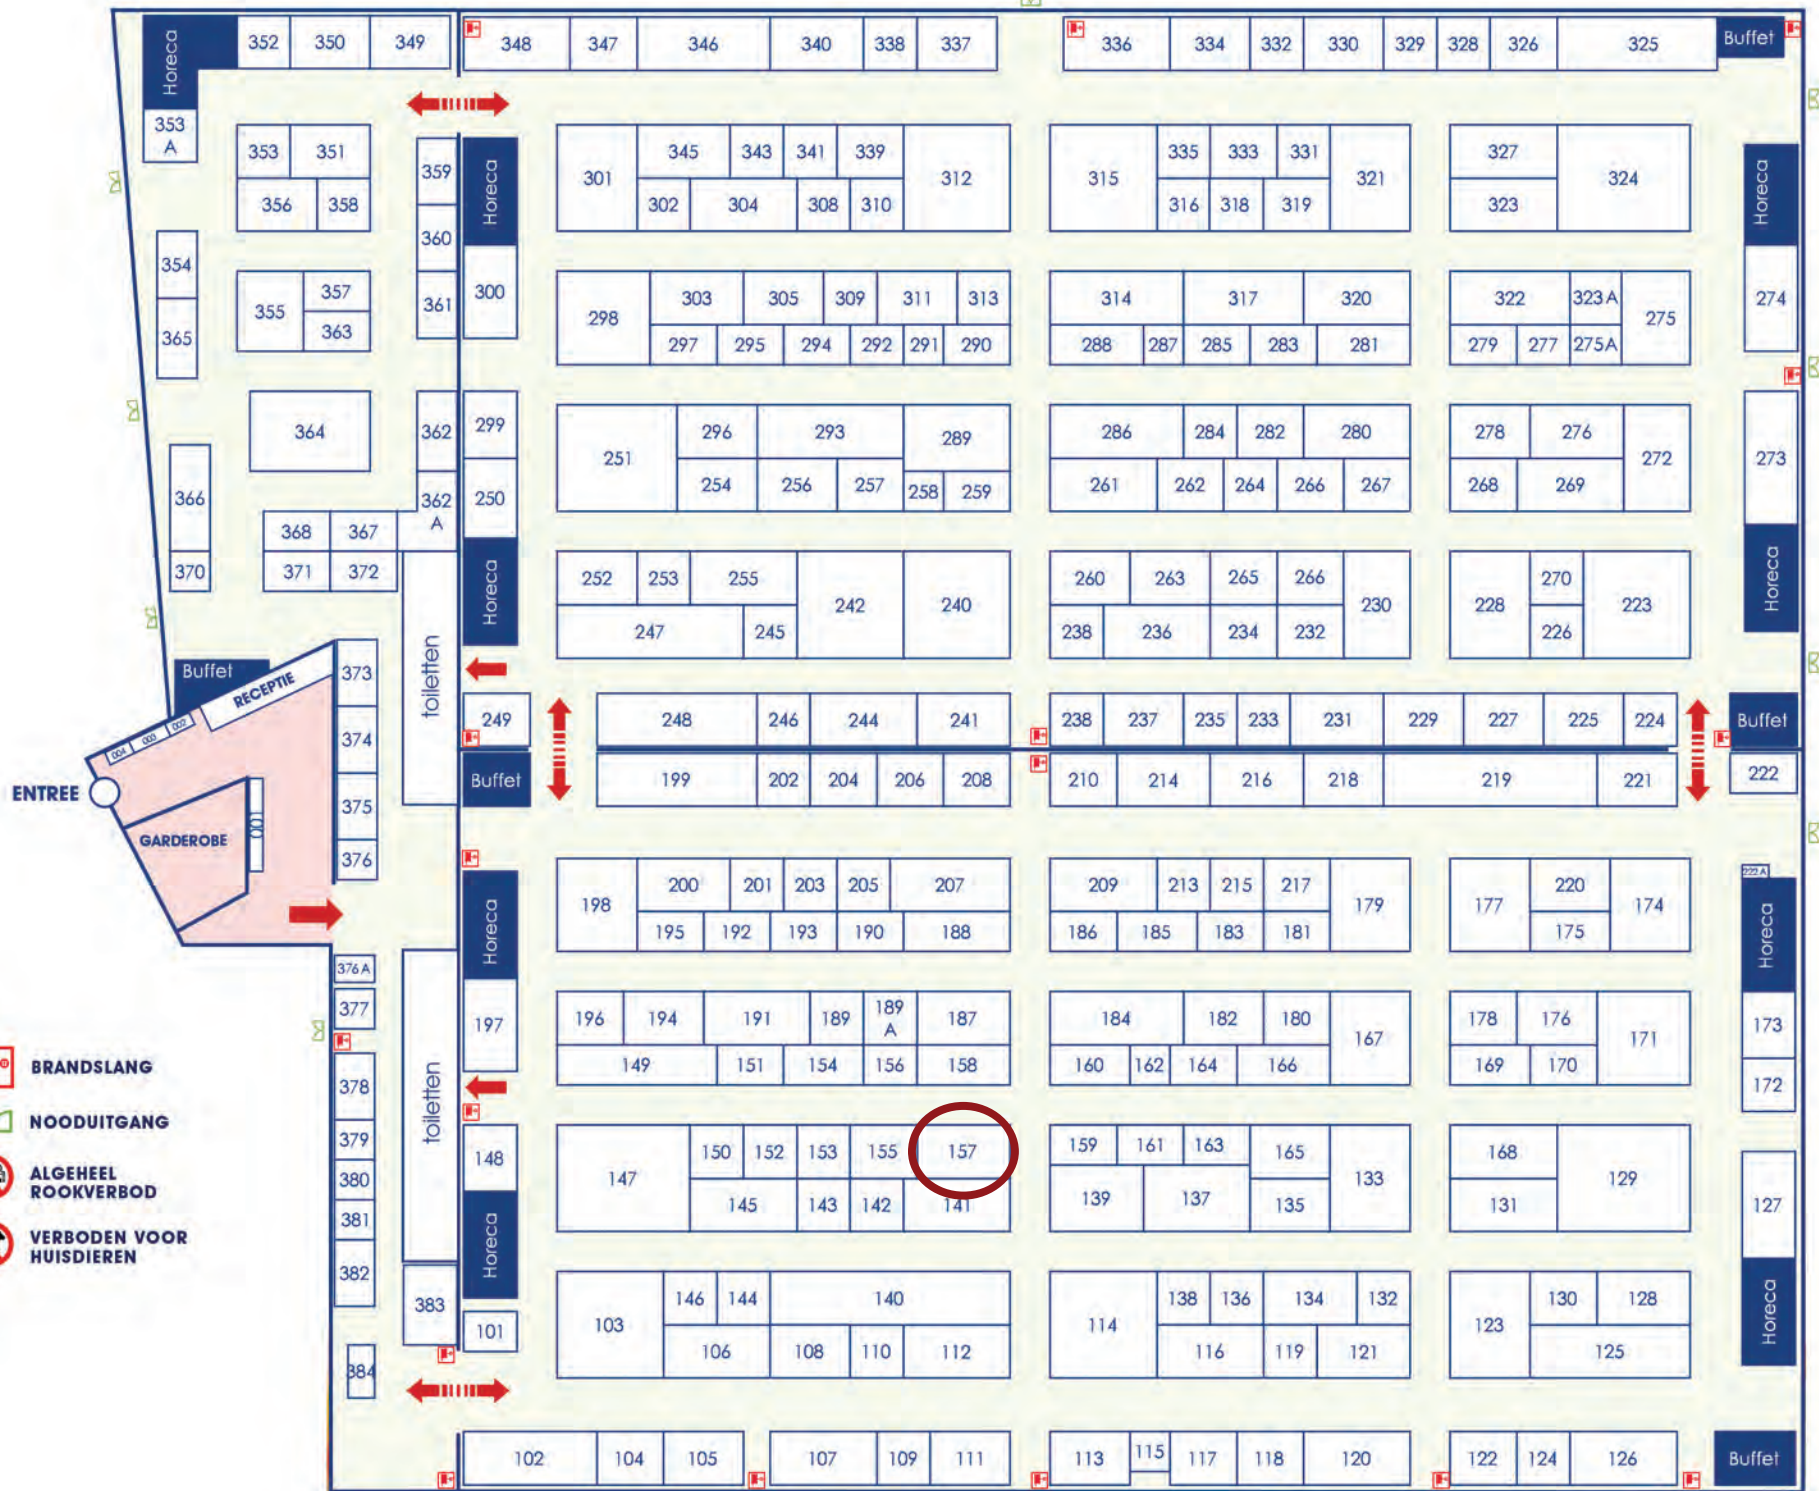 Horeca 352 350 349 348 347 346 340 338 337 336 334 332 330 329 328 326 325 Buffet
353 A
353 351 359 Horeca 301 345 343 341 339 312 315 335 333 331 321 327 324 Horeca
356 358 302 304 308 310 316 318 319 323
354 360
365 355 357 361 300 298 303 305 309 311 313 314 317 320 322 323A 275 274
363 297 295 294 292 291 290 288 287 285 283 281 279 277 275A
364 362 299 251 296 293 289 286 284 282 280 278 276 272 273
366 362 A 250 254 256 257 258 259 261 262 264 266 267 268 269
368 367
370 371 372 Horeca 252 253 255 242 240 260 263 265 266 230 228 270 223 Horeca
247 245 238 236 234 232 226
toiletten
Buffet RECEPTIE 373
004 003 002 374 249 248 246 244 241 238 237 235 233 231 229 227 225 224 Buffet
ENTREE 375 Buffet 199 202 204 206 208 210 214 216 218 219 221 222
GARDEROBE 001 376
222A
Horeca 198 200 201 203 205 207 209 213 215 217 179 177 220 174 Horeca
195 192 193 190 188 186 185 183 181 175
376A
377 197 196 194 191 189 189 A 187 184 182 180 167 178 176 171 173
149 151 154 156 158 160 162 164 166 169 170 172
BRANDSLANG
378 toiletten
NOODUITGANG
379 148 147 150 152 153 155 157 159 161 163 165 133 168 129 127
ALGEHEEL
ROOKVERBOD
380 381 145 143 142 141 139 137 135 131
VERBODEN VOOR
HUISDIEREN
382 Horeca Horeca
383 101 103 146 144 140 114 138 136 134 132 123 130 128
384 106 108 110 112 116 119 121 125
102 104 105 107 109 111 113 115 117 118 120 122 124 126 Buffet